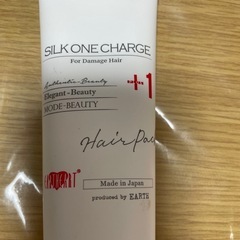 SILK ONE CHARGE
For Damage Hair
Authentic-Beauty
Elegant-Beauty
MODE-BEAUTY
+1
Hair Pac
Made in Japan
produced by EARTH